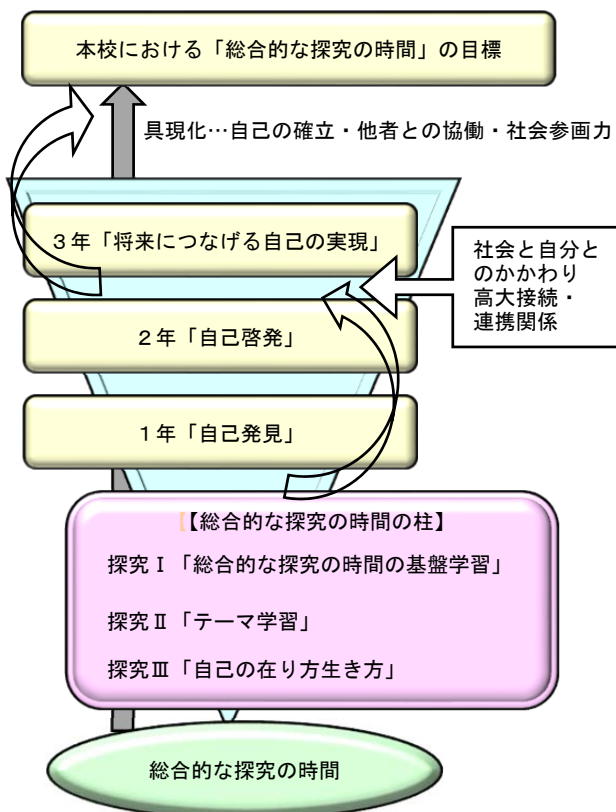 本校における「総合的な探究の時間」の目標
具現化…自己の確立・他者との協働・社会参画力
3年「将来につなげる自己の実現」
社会と自分と
のかかわり
高大接続・
連携関係
2年「自己啓発」
1年「自己発見」
【【総合的な探究の時間の柱】
探究Ⅰ「総合的な探究の時間の基盤学習」
探究Ⅱ「テーマ学習」
探究Ⅲ「自己の在り方生き方」
総合的な探究の時間